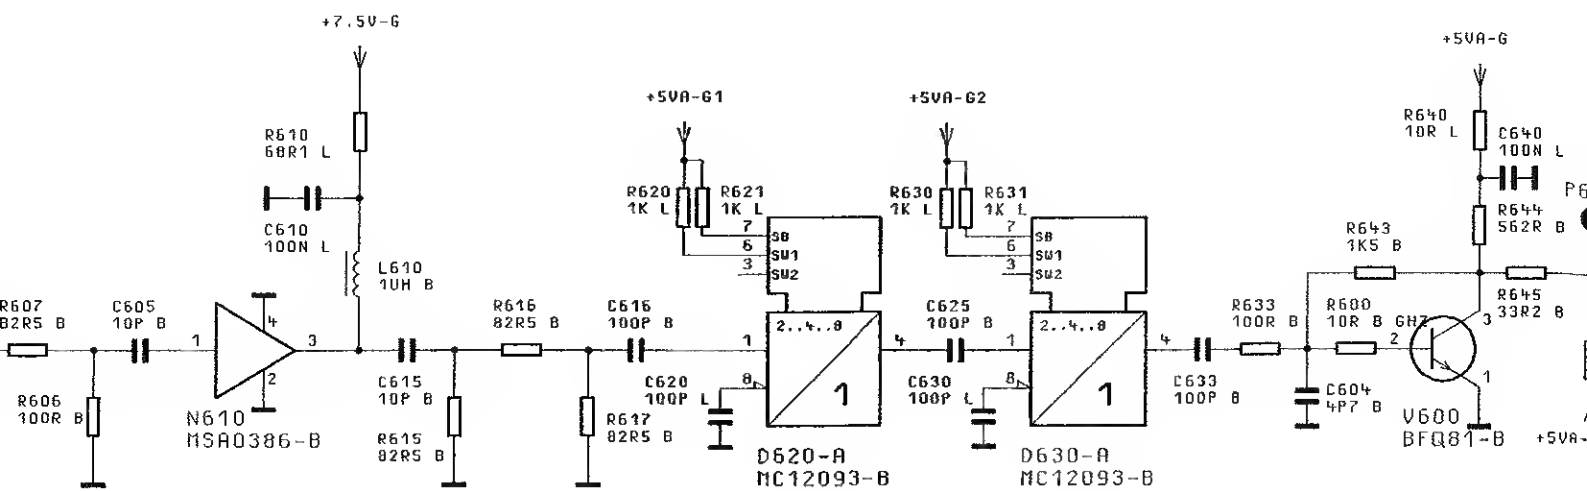 +7.5V-G
R610
68R1 L
C610
100N L
L610
1UH B
R607
82R5 B
C605
10P B
1
4
3
2
R606
100R B
N610
MSA0386-B
C615
10P B
R615
82R5 B
R616
82R5 B
C616
100P B
R617
82R5 B
+5VA-G1
R620
1K L
R621
1K L
7
SB
6
SW1
3
SW2
2..4..8
1
4
8
1
C620
100P L
D620-A
MC12093-B
C625
100P B
+5VA-G2
R630
1K L
R631
1K L
7
SB
6
SW1
3
SW2
2..4..8
1
4
8
1
C630
100P L
D630-A
MC12093-B
C633
100P B
R633
100R B
R600
10R B
GHZ
2
3
1
C604
4P7 B
V600
BFQ81-B
R643
1K5 B
+5VA-G
R640
10R L
C640
100N L
R644
562R B
R645
33R2 B
P6
+5VA-